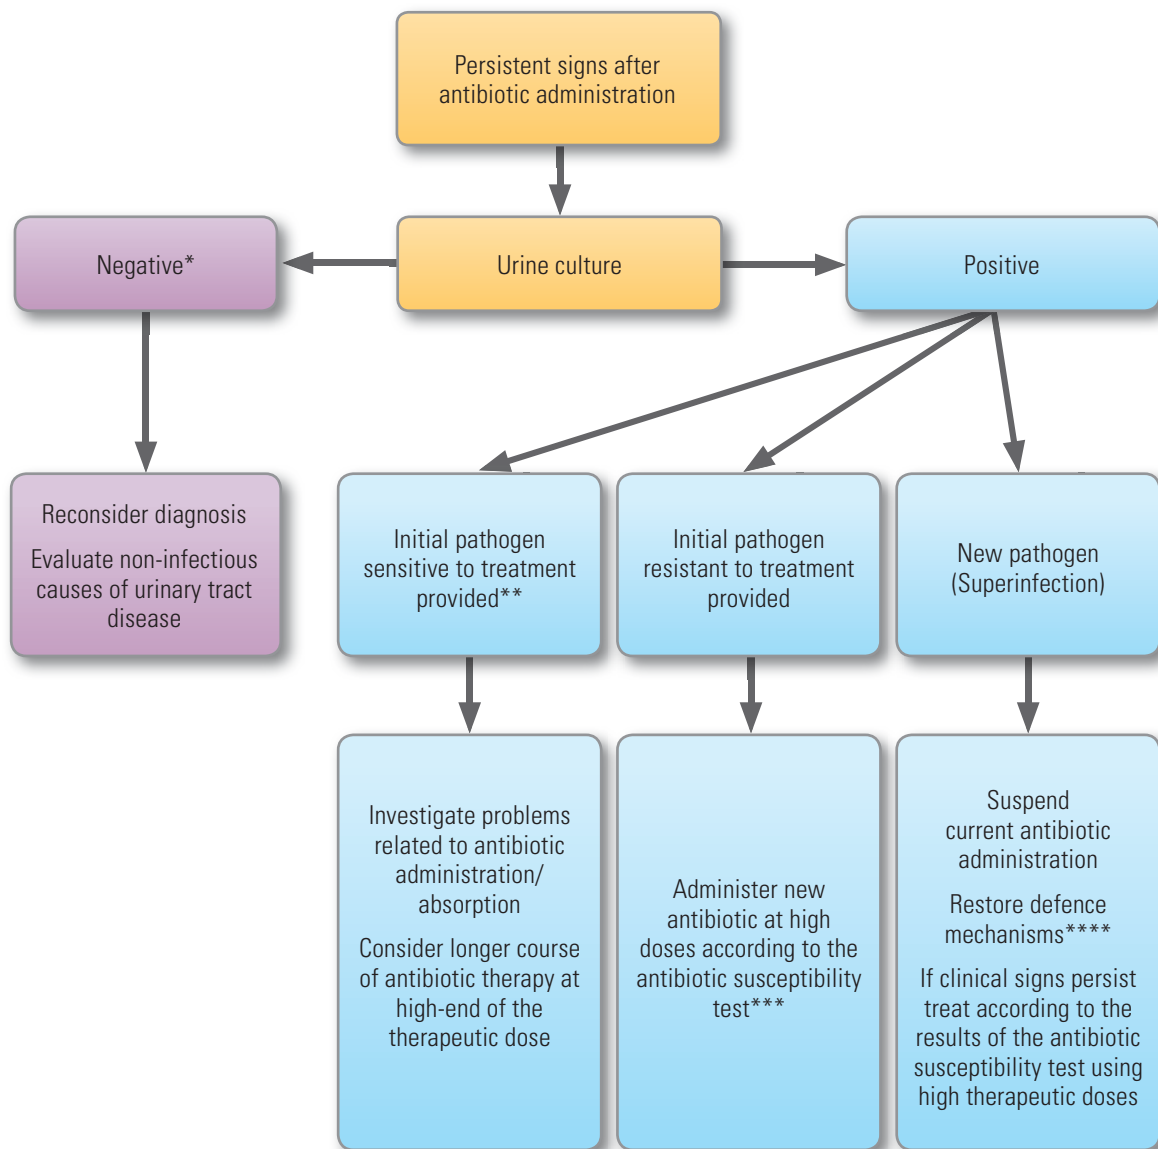 Persistent signs after
antibiotic administration
Negative*
Urine culture
Positive
Reconsider diagnosis
Evaluate non-infectious
causes of urinary tract
disease
Initial pathogen
sensitive to treatment
provided**
Initial pathogen
resistant to treatment
provided
New pathogen
(Superinfection)
Investigate problems
related to antibiotic
administration/
absorption
Consider longer course
of antibiotic therapy at
high-end of the
therapeutic dose
Administer new
antibiotic at high
doses according to the
antibiotic susceptibility
test***
Suspend
current antibiotic
administration
Restore defence
mechanisms****
If clinical signs persist
treat according to the
results of the antibiotic
susceptibility test using
high therapeutic doses